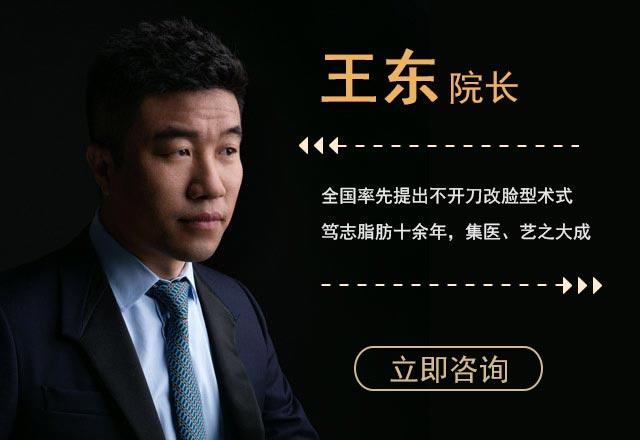 王东 院长
全国率先提出不开刀改脸型术式
笃志脂肪十余年，集医、艺之大成
立即咨询